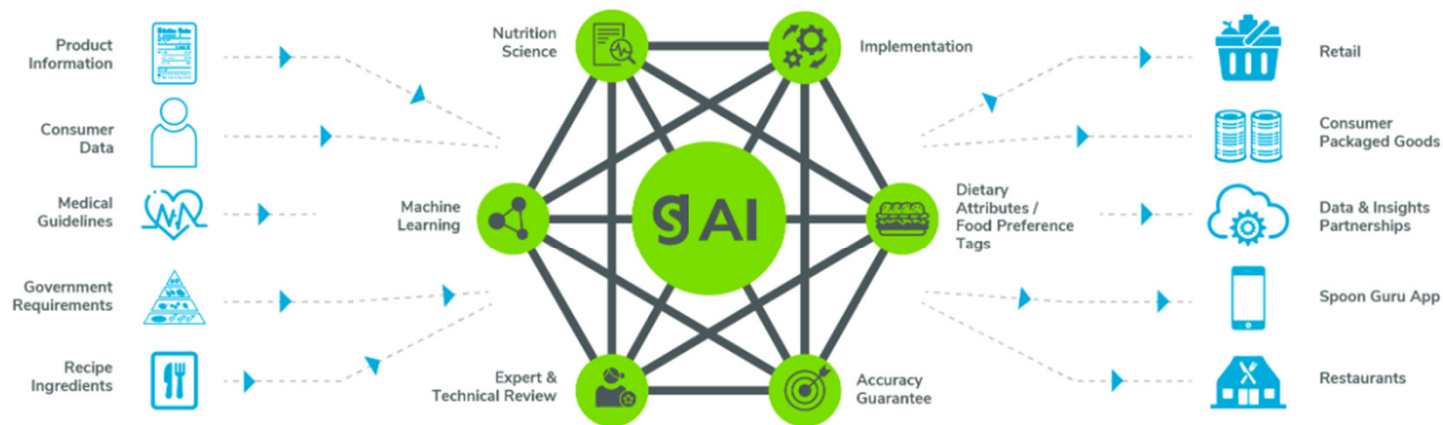 Product
Information
Consumer
Data
Medical
Guidelines
Government
Requirements
Recipe
Ingredients
Nutrition
Science
Implementation
Machine
Learning
AI
Dietary
Attributes /
Food Preference
Tags
Expert &
Technical Review
Accuracy
Guarantee
Retail
Consumer
Packaged Goods
Data & Insights
Partnerships
Spoon Guru App
Restaurants